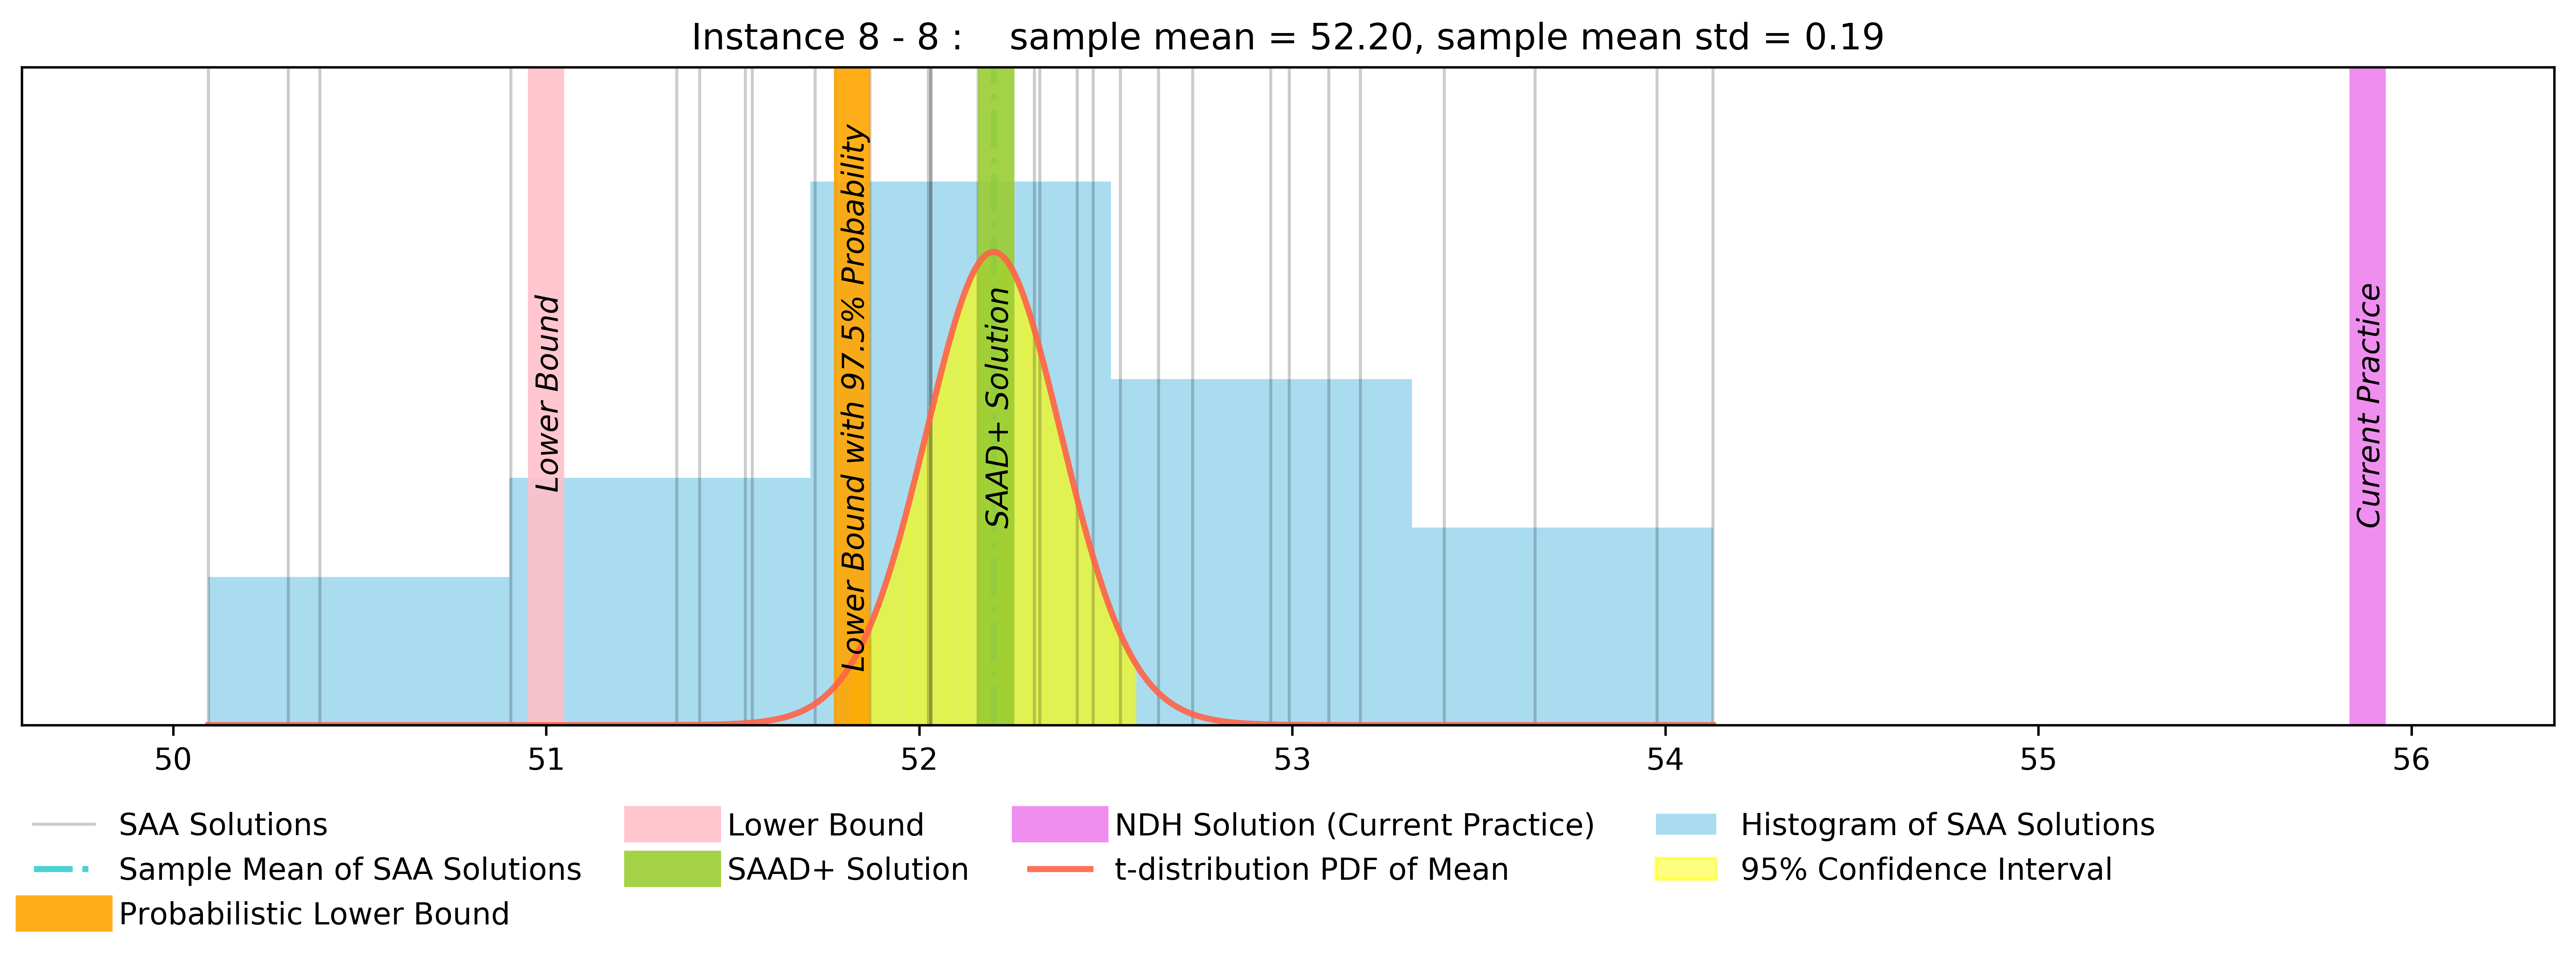 Instance 8 - 8 : sample mean = 52.20, sample mean std = 0.19
Lower Bound
Lower Bound with 97.5% Probability
SAAD+ Solution
Current Practice
50 51 52 53 54 55 56
SAA Solutions
Sample Mean of SAA Solutions
Probabilistic Lower Bound
Lower Bound
SAAD+ Solution
NDH Solution (Current Practice)
t-distribution PDF of Mean
Histogram of SAA Solutions
95% Confidence Interval